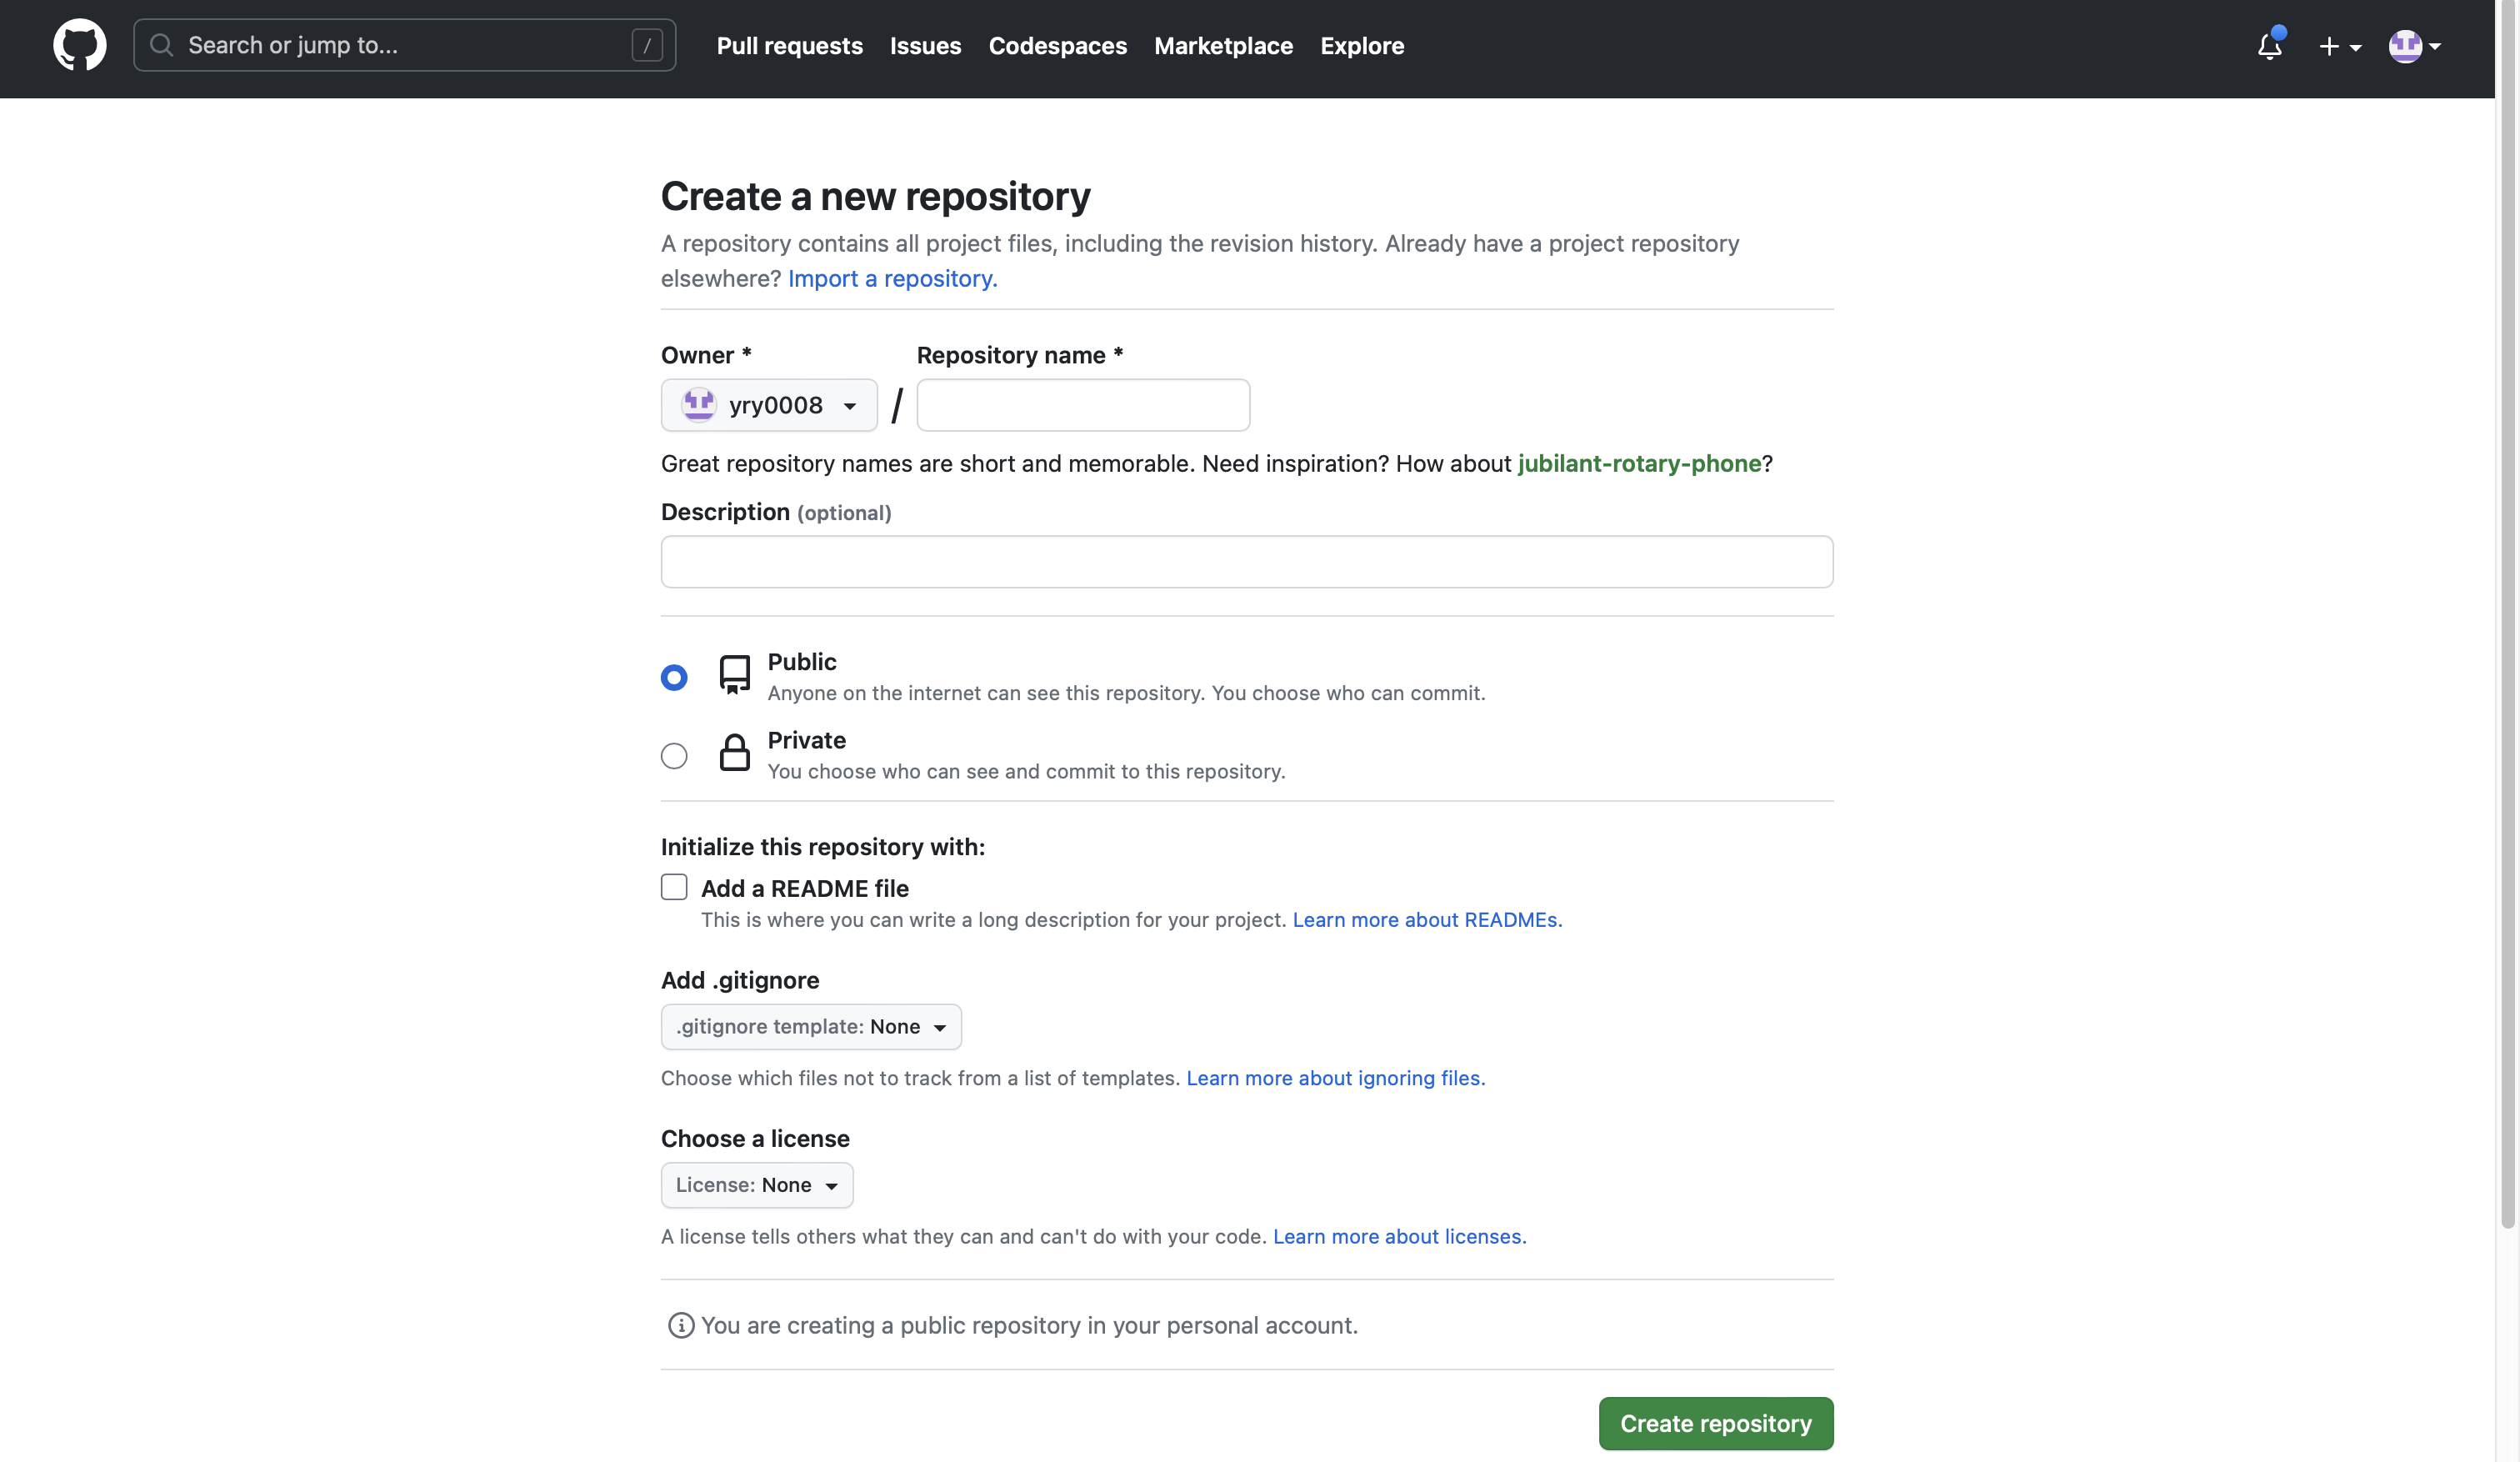 Search or jump to...
/
Pull requests
Issues
Codespaces
Marketplace
Explore
Create a new repository
A repository contains all project files, including the revision history. Already have a project repository
elsewhere? Import a repository.
Owner *
Repository name *
yry0008
/
Great repository names are short and memorable. Need inspiration? How about jubilant-rotary-phone?
Description (optional)
Public
Anyone on the internet can see this repository. You choose who can commit.
Private
You choose who can see and commit to this repository.
Initialize this repository with:
Add a README file
This is where you can write a long description for your project. Learn more about READMEs.
Add .gitignore
.gitignore template: None
Choose which files not to track from a list of templates. Learn more about ignoring files.
Choose a license
License: None
A license tells others what they can and can't do with your code. Learn more about licenses.
You are creating a public repository in your personal account.
Create repository